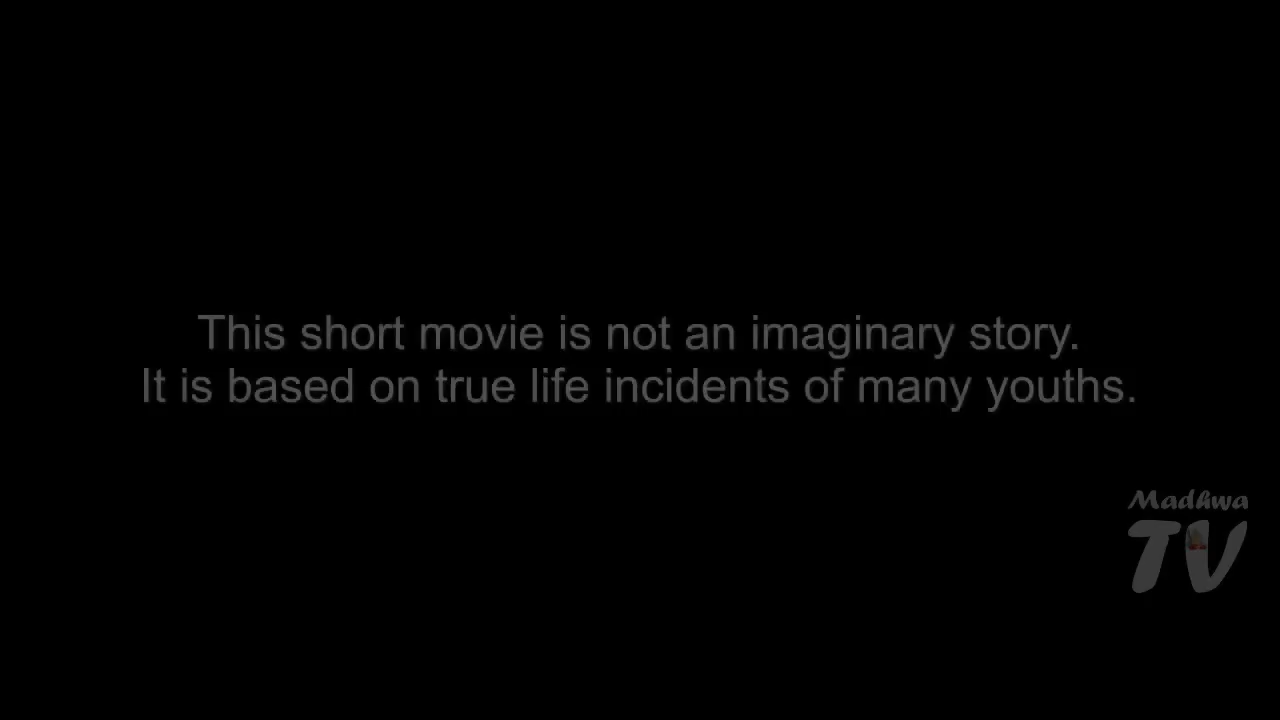 This short movie is not an imaginary story.
It is based on true life incidents of many youths.
Madhwa
TV